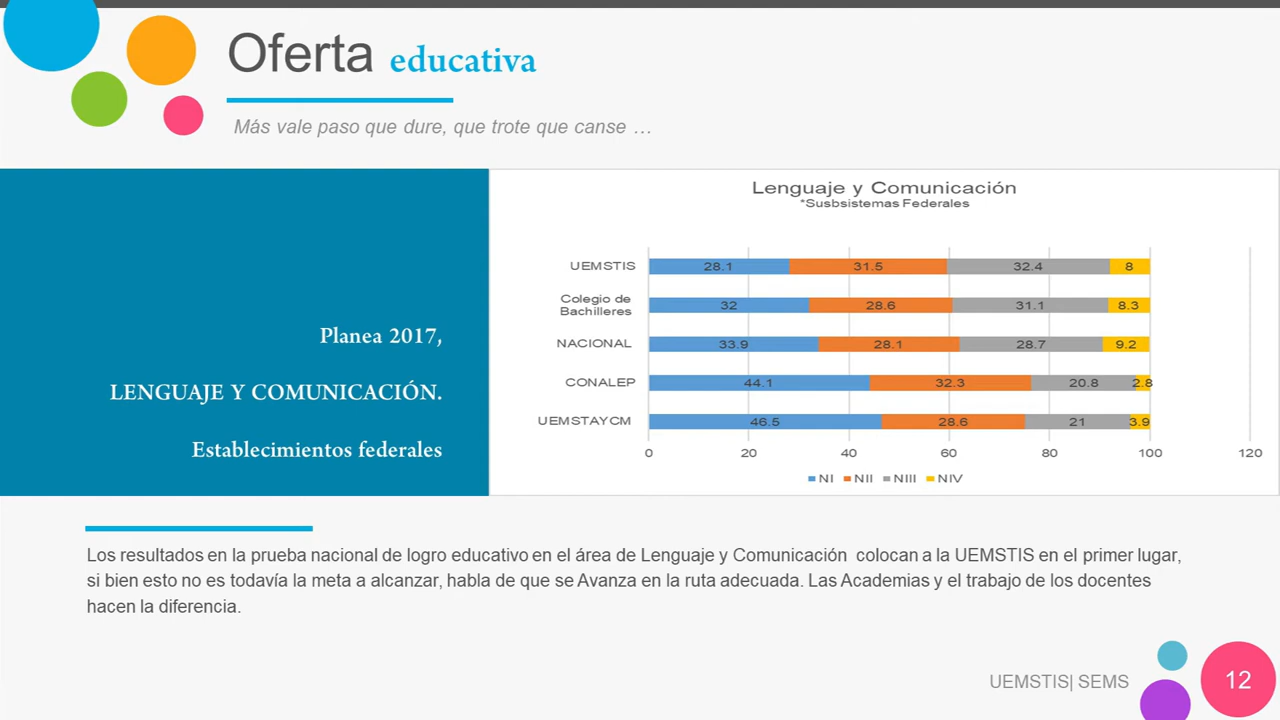 Oferta educativa
Más vale paso que dure, que trote que canse …
Planea 2017,
LENGUAJE Y COMUNICACIÓN.
Establecimientos federales
Lenguaje y Comunicación
*Susbsistemas Federales
UEMSTIS 28.1 31.5 32.4 8
Colegio de
Bachilleres 32 28.6 31.1 8.3
NACIONAL 33.9 28.1 28.7 9.2
CONALEP 44.1 32.3 20.8 2.8
UEMSTAYCM 46.5 28.6 21 3.9
0 20 40 60 80 100 120
NI NII NIII NIV
Los resultados en la prueba nacional de logro educativo en el área de Lenguaje y Comunicación colocan a la UEMSTIS en el primer lugar,
si bien esto no es todavía la meta a alcanzar, habla de que se Avanza en la ruta adecuada. Las Academias y el trabajo de los docentes
hacen la diferencia.
UEMSTIS| SEMS
12